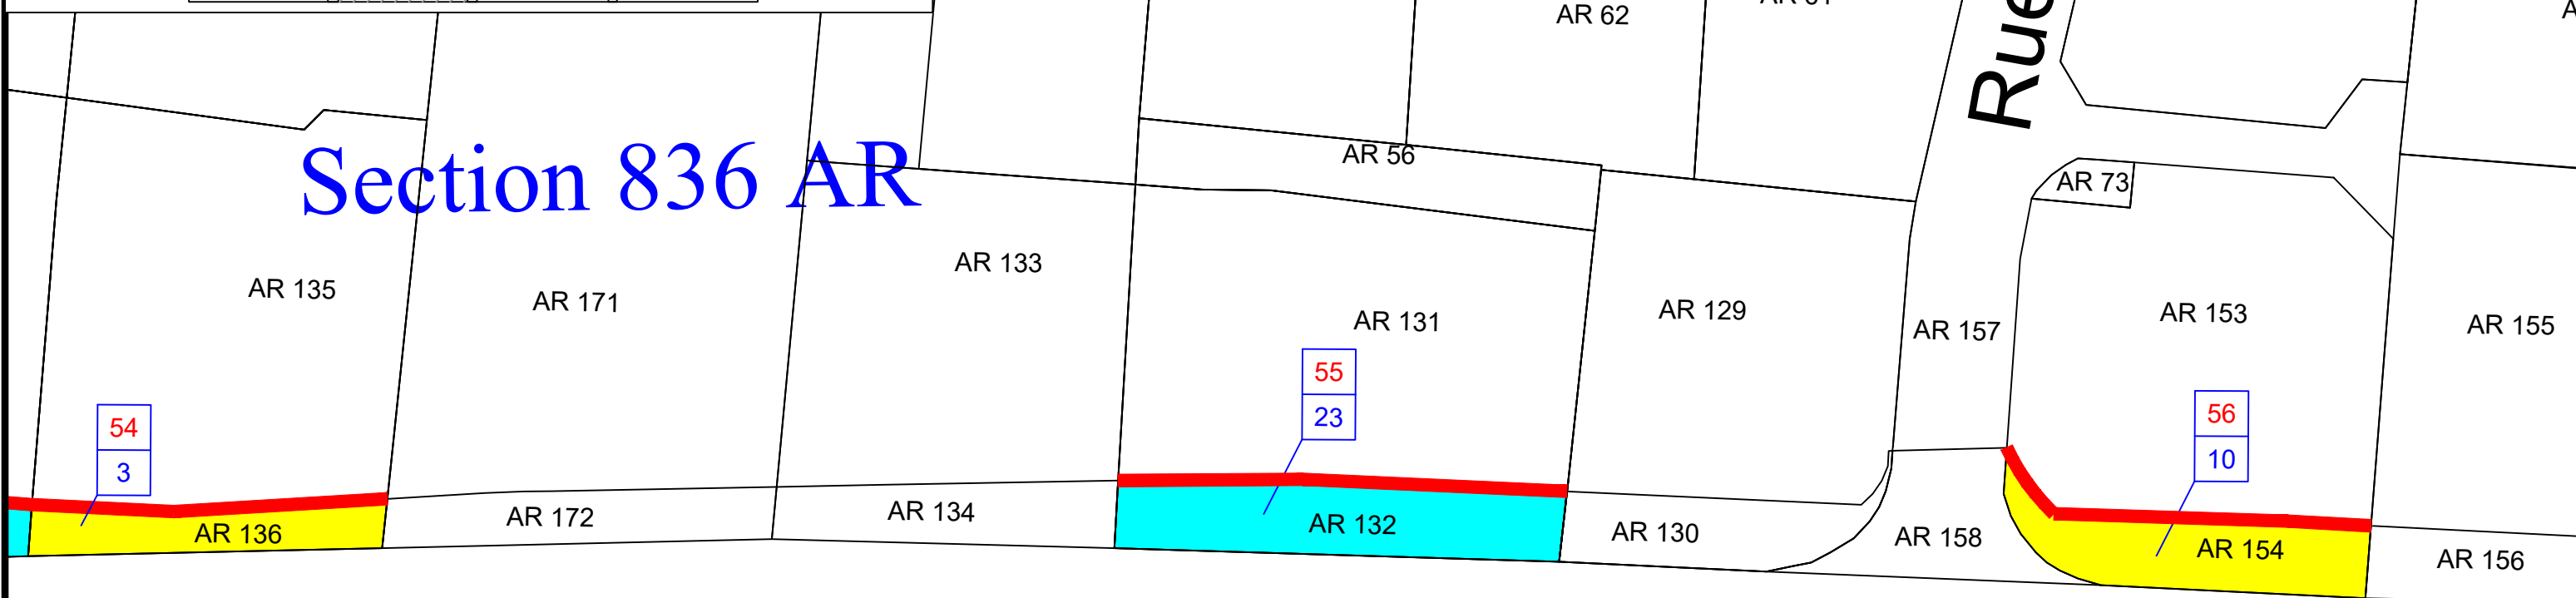 AR 62
Rue
AR 56
Section 836 AR
AR 73
AR 133
AR 135
AR 171
AR 131
AR 129
AR 157
AR 153
AR 155
55
23
54
3
56
10
AR 136
AR 172
AR 134
AR 132
AR 130
AR 158
AR 154
AR 156